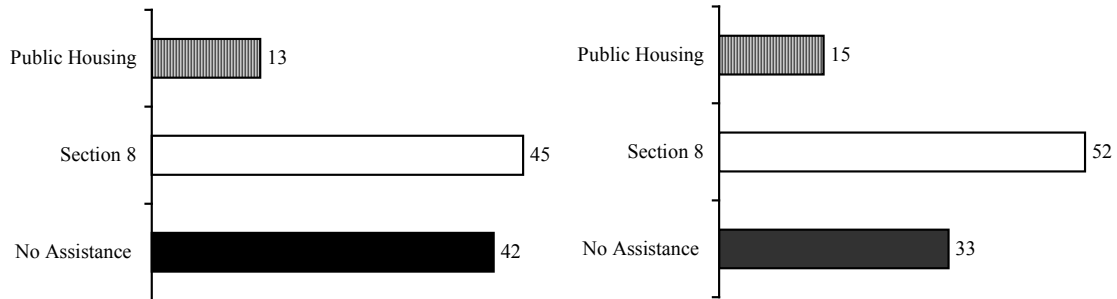 Public Housing 13
Section 8 45
No Assistance 42
Public Housing 15
Section 8 52
No Assistance 33